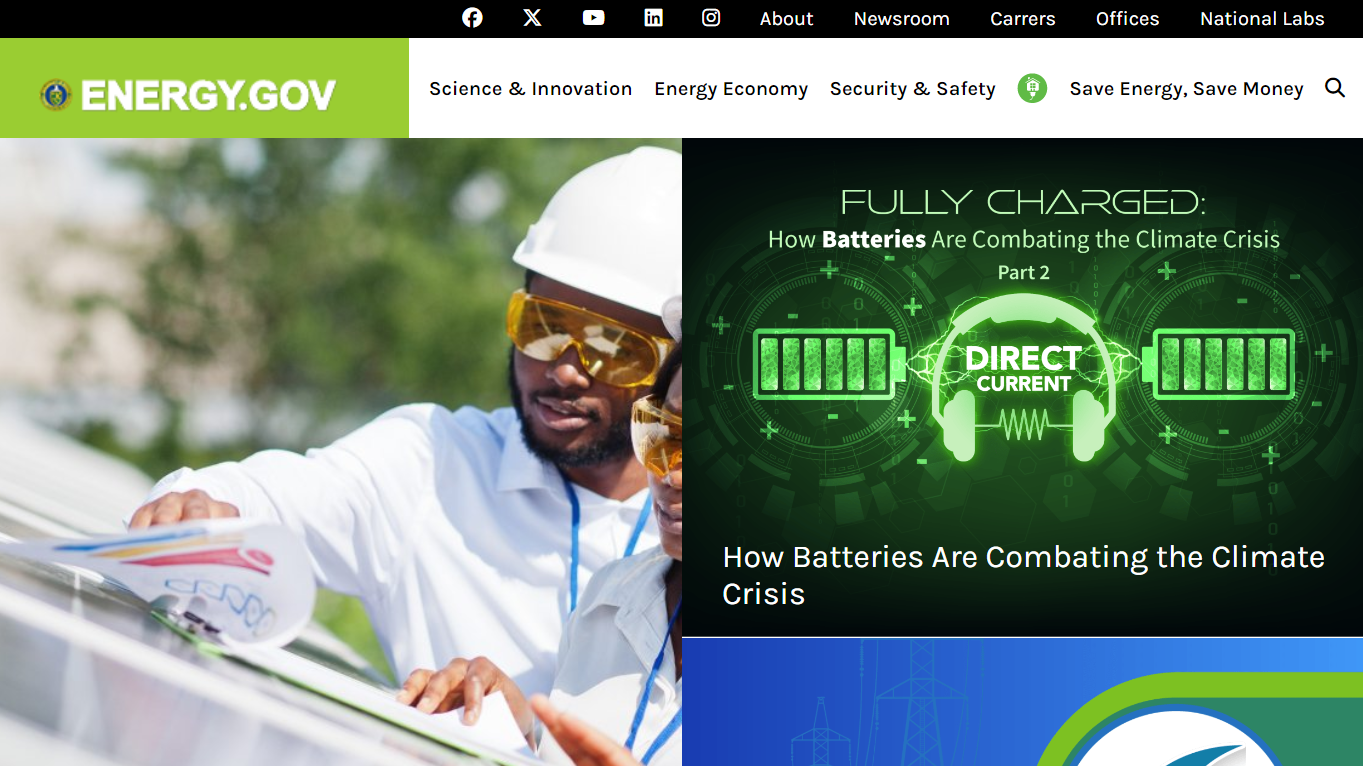 About Newsroom Carrers Offices National Labs
ENERGY.GOV
Science & Innovation Energy Economy Security & Safety Save Energy, Save Money
FULLY CHARGED:
How Batteries Are Combating the Climate Crisis
Part 2
DIRECT
CURRENT
How Batteries Are Combating the Climate
Crisis